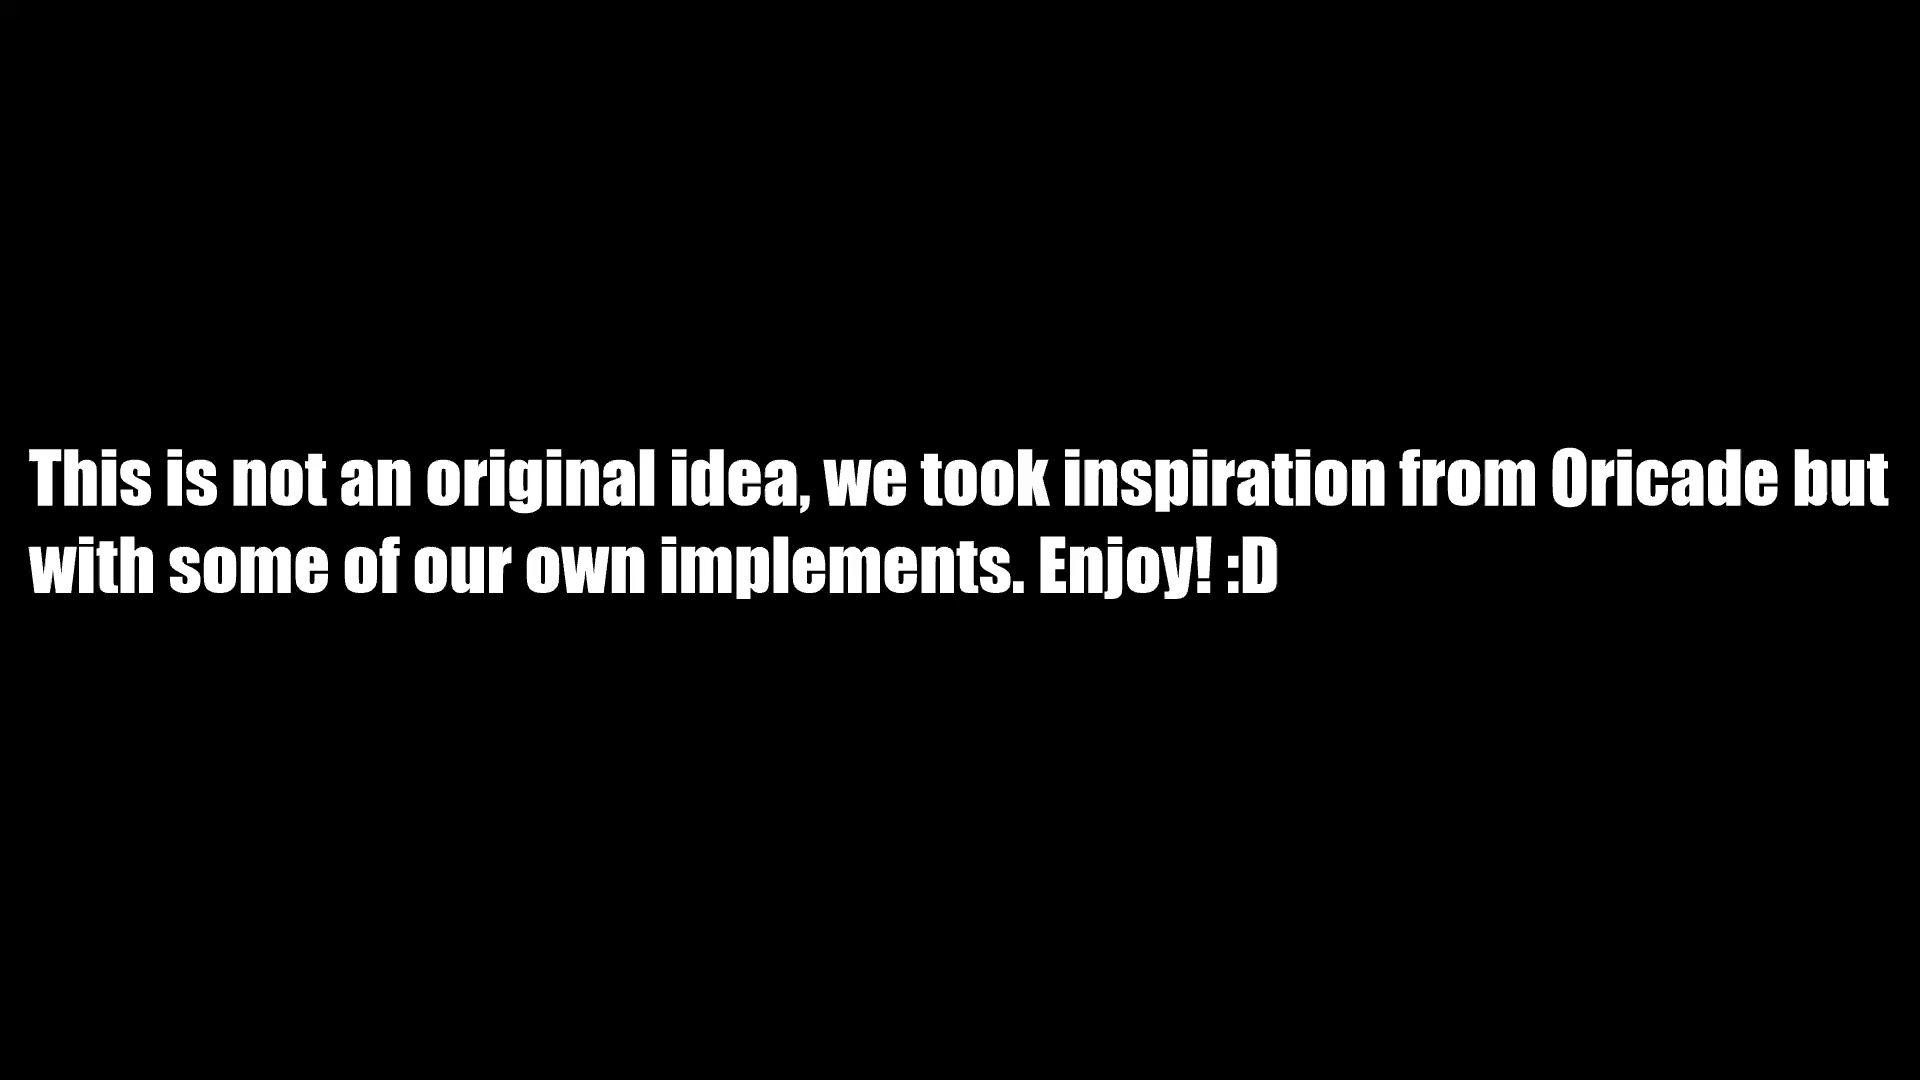 This is not an original idea, we took inspiration from Oricade but
with some of our own implements. Enjoy! :D